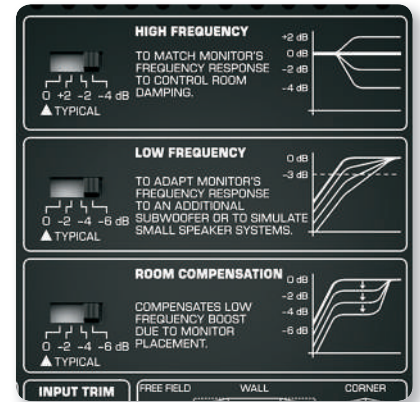 HIGH FREQUENCY
TO MATCH MONITOR'S
FREQUENCY RESPONSE
TO CONTROL ROOM
DAMPING.
0 +2 -2 -4 dB
▲TYPICAL
+2 dB
0 dB
-2 dB
-4 dB
LOW FREQUENCY
TO ADAPT MONITOR'S
FREQUENCY RESPONSE
TO AN ADDITIONAL
SUBWOOFER OR TO SIMULATE
SMALL SPEAKER SYSTEMS.
0 -2 -4 -6 dB
▲TYPICAL
0 dB
-3 dB
ROOM COMPENSATION
COMPENSATES LOW
FREQUENCY BOOST
DUE TO MONITOR
PLACEMENT.
0 -2 -4 -6 dB
▲TYPICAL
0 dB
-2 dB
-4 dB
-6 dB
INPUT TRIM
FREE FIELD WALL CORNER